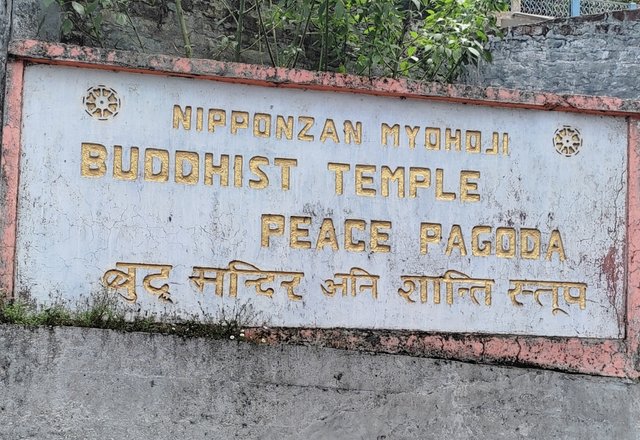 NIPPONZAN MYOHOJI
BUDDHIST TEMPLE
PEACE PAGODA
बुद्ध मन्दिर अनि शान्ति स्तूप